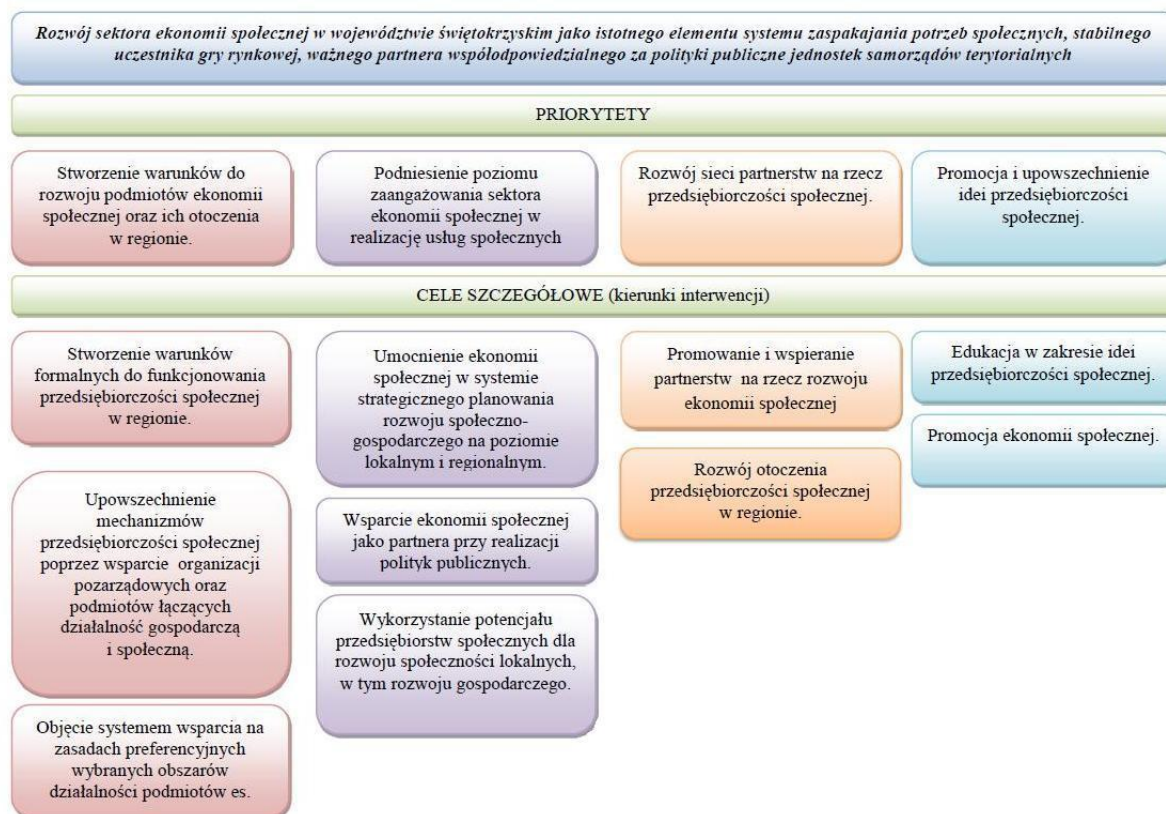 Rozwój sektora ekonomii społecznej w województwie świętokrzyskim jako istotnego elementu systemu zaspakajania potrzeb społecznych, stabilnego
uczestnika gry rynkowej, ważnego partnera współodpowiedzialnego za polityki publiczne jednostek samorządów terytorialnych
PRIORYTETY
Stworzenie warunków do
rozwoju podmiotów ekonomii
społecznej oraz ich otoczenia
w regionie.
Podniesienie poziomu
zaangażowania sektora
ekonomii społecznej w
realizację usług społecznych
Rozwój sieci partnerstw na rzecz
przedsiębiorczości społecznej.
Promocja i upowszechnienie
idei przedsiębiorczości
społecznej.
CELE SZCZEGÓŁOWE (kierunki interwencji)
Stworzenie warunków
formalnych do funkcjonowania
przedsiębiorczości społecznej
w regionie.
Upowszechnienie
mechanizmów
przedsiębiorczości społecznej
poprzez wsparcie organizacji
pozarządowych oraz
podmiotów łączących
działalność gospodarczą
i społeczną.
Objęcie systemem wsparcia na
zasadach preferencyjnych
wybranych obszarów
działalności podmiotów es.
Umocnienie ekonomii
społecznej w systemie
strategicznego planowania
rozwoju społeczno-
gospodarczego na poziomie
lokalnym i regionalnym.
Wsparcie ekonomii społecznej
jako partnera przy realizacji
polityk publicznych.
Wykorzystanie potencjału
przedsiębiorstw społecznych dla
rozwoju społeczności lokalnych,
w tym rozwoju gospodarczego.
Promowanie i wspieranie
partnerstw na rzecz rozwoju
ekonomii społecznej
Rozwój otoczenia
przedsiębiorczości społecznej
w regionie.
Edukacja w zakresie idei
przedsiębiorczości społecznej.
Promocja ekonomii społecznej.